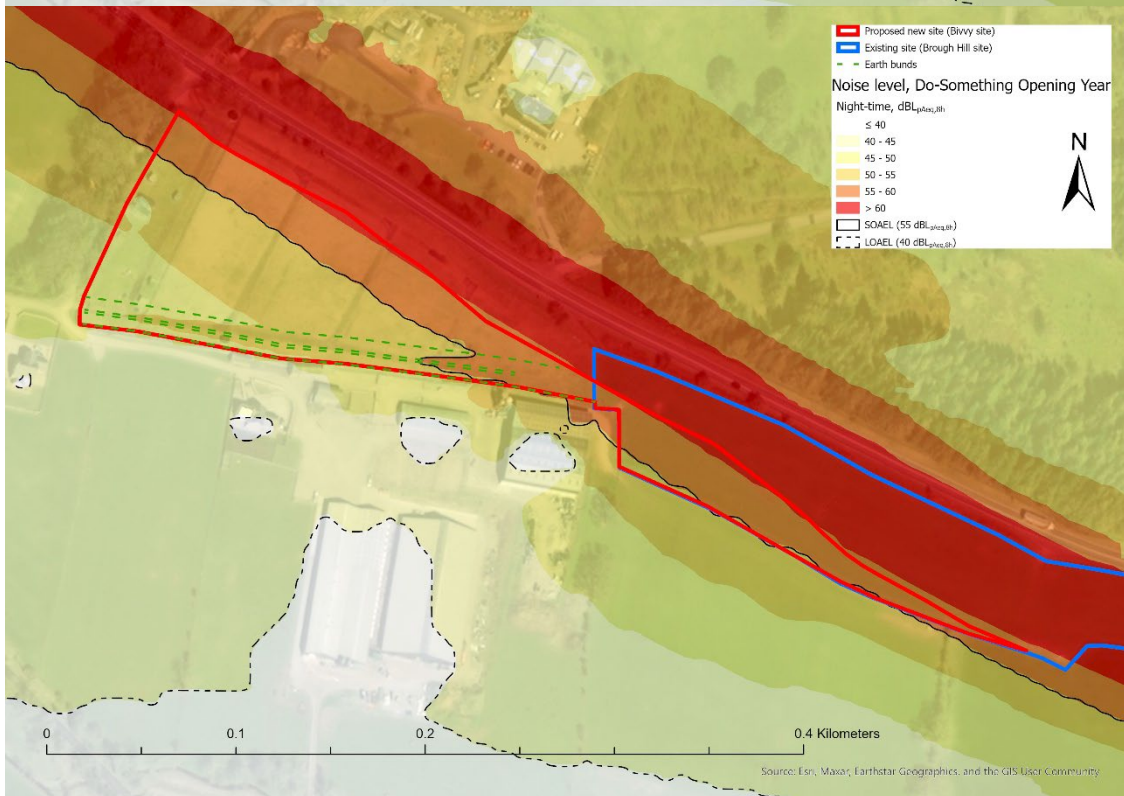 Proposed new site (Bivvy site)
Existing site (Brough Hill site)
Earth bunds
Noise level, Do-Something Opening Year
Night-time, dBLpAeq,8h
≤ 40
40 - 45
45 - 50
50 - 55
55 - 60
> 60
SOAEL (55 dBLpAeq,8h)
LOAEL (40 dBLpAeq,8h)
N
0
0.1
0.2
0.4 Kilometers
Source: Esri, Maxar, Earthstar Geographics, and the GIS User Community